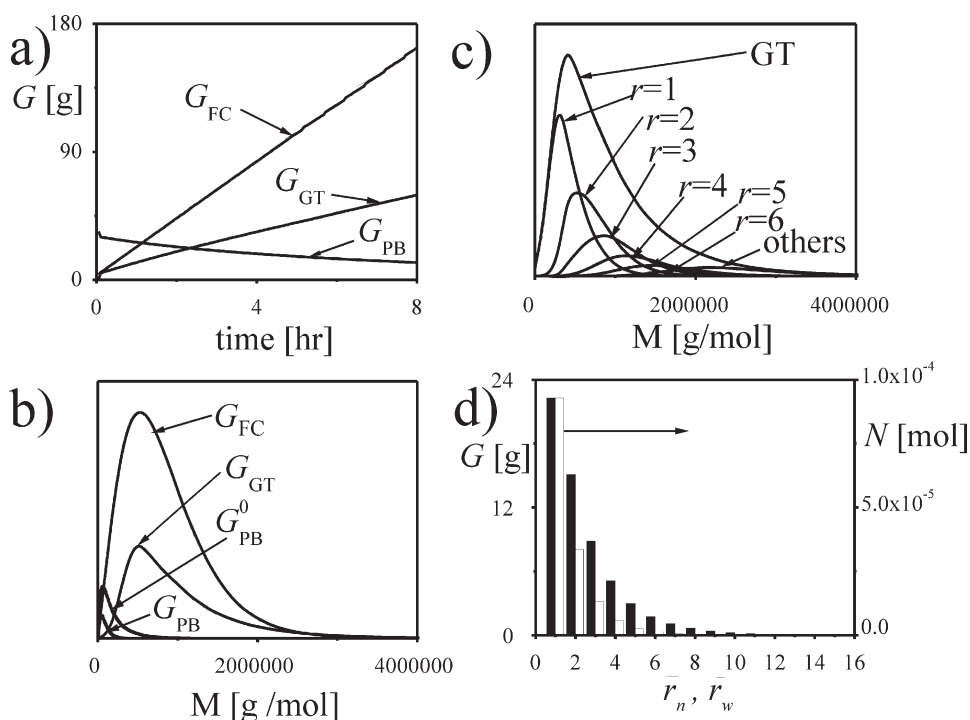 a)
180
G [g]
90
0
G_FC
G_GT
G_PB
0 4 8
time [hr]
c)
GT
r=1
r=2
r=3
r=4
r=5
r=6
others
0 2000000 4000000
M [g/mol]
b)
G_FC
G_GT
G⁰_PB
G_PB
0 2000000 4000000
M [g /mol]
d)
24
G [g]
12
0
1.0x10⁻⁴
N [mol]
5.0x10⁻⁵
0.0
0 2 4 6 8 10 12 14 16
r̄_n , r̄_w